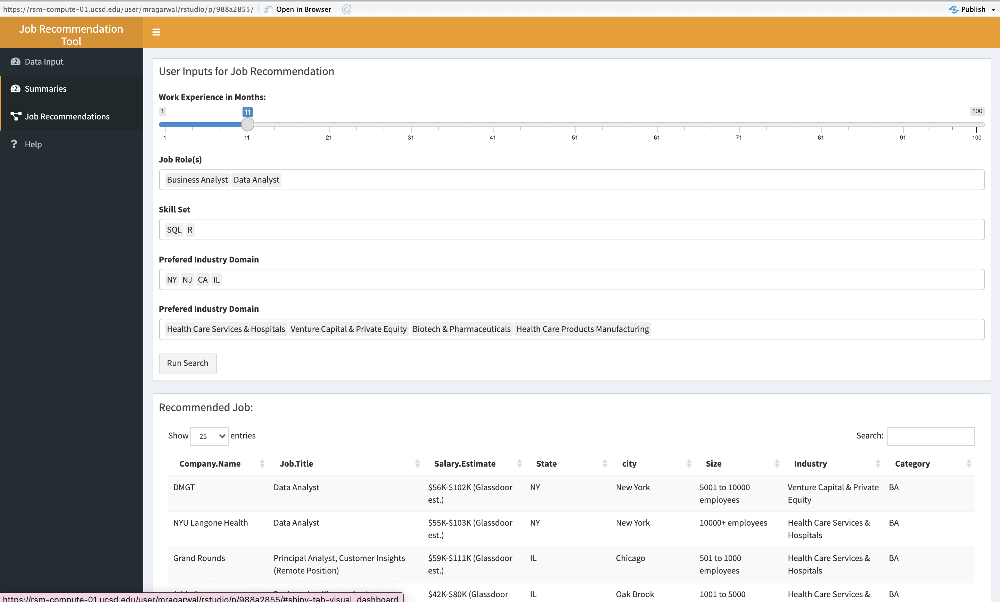 https://rsm-compute-01.ucsd.edu/user/mragarwal/rstudio/p/988a2855/ Open in Browser Publish
Job Recommendation
Tool
Data Input
Summaries
Job Recommendations
Help
User Inputs for Job Recommendation
Work Experience in Months:
1 11 100
1 11 21 31 41 51 61 71 81 91 100
Job Role(s)
Business Analyst Data Analyst
Skill Set
SQL R
Prefered Industry Domain
NY NJ CA IL
Prefered Industry Domain
Health Care Services & Hospitals Venture Capital & Private Equity Biotech & Pharmaceuticals Health Care Products Manufacturing
Run Search
Recommended Job:
Show 25 entries Search:
Company.Name Job.Title Salary.Estimate State city Size Industry Category
DMGT Data Analyst $56K-$102K (Glassdoor NY New York 5001 to 10000 Venture Capital & Private BA
est.) employees Equity
NYU Langone Health Data Analyst $55K-$103K (Glassdoor NY New York 10000+ employees Health Care Services & BA
est.) Hospitals
Grand Rounds Principal Analyst, Customer Insights $59K-$111K (Glassdoor IL Chicago 501 to 1000 Health Care Services & BA
(Remote Position) est.) employees Hospitals
$42K-$80K (Glassdoor IL Oak Brook 1001 to 5000 Health Care Services & BA
https://rsm-compute-01.ucsd.edu/user/mragarwal/rstudio/p/988a2855/#shiny-tab-visual_dashboard